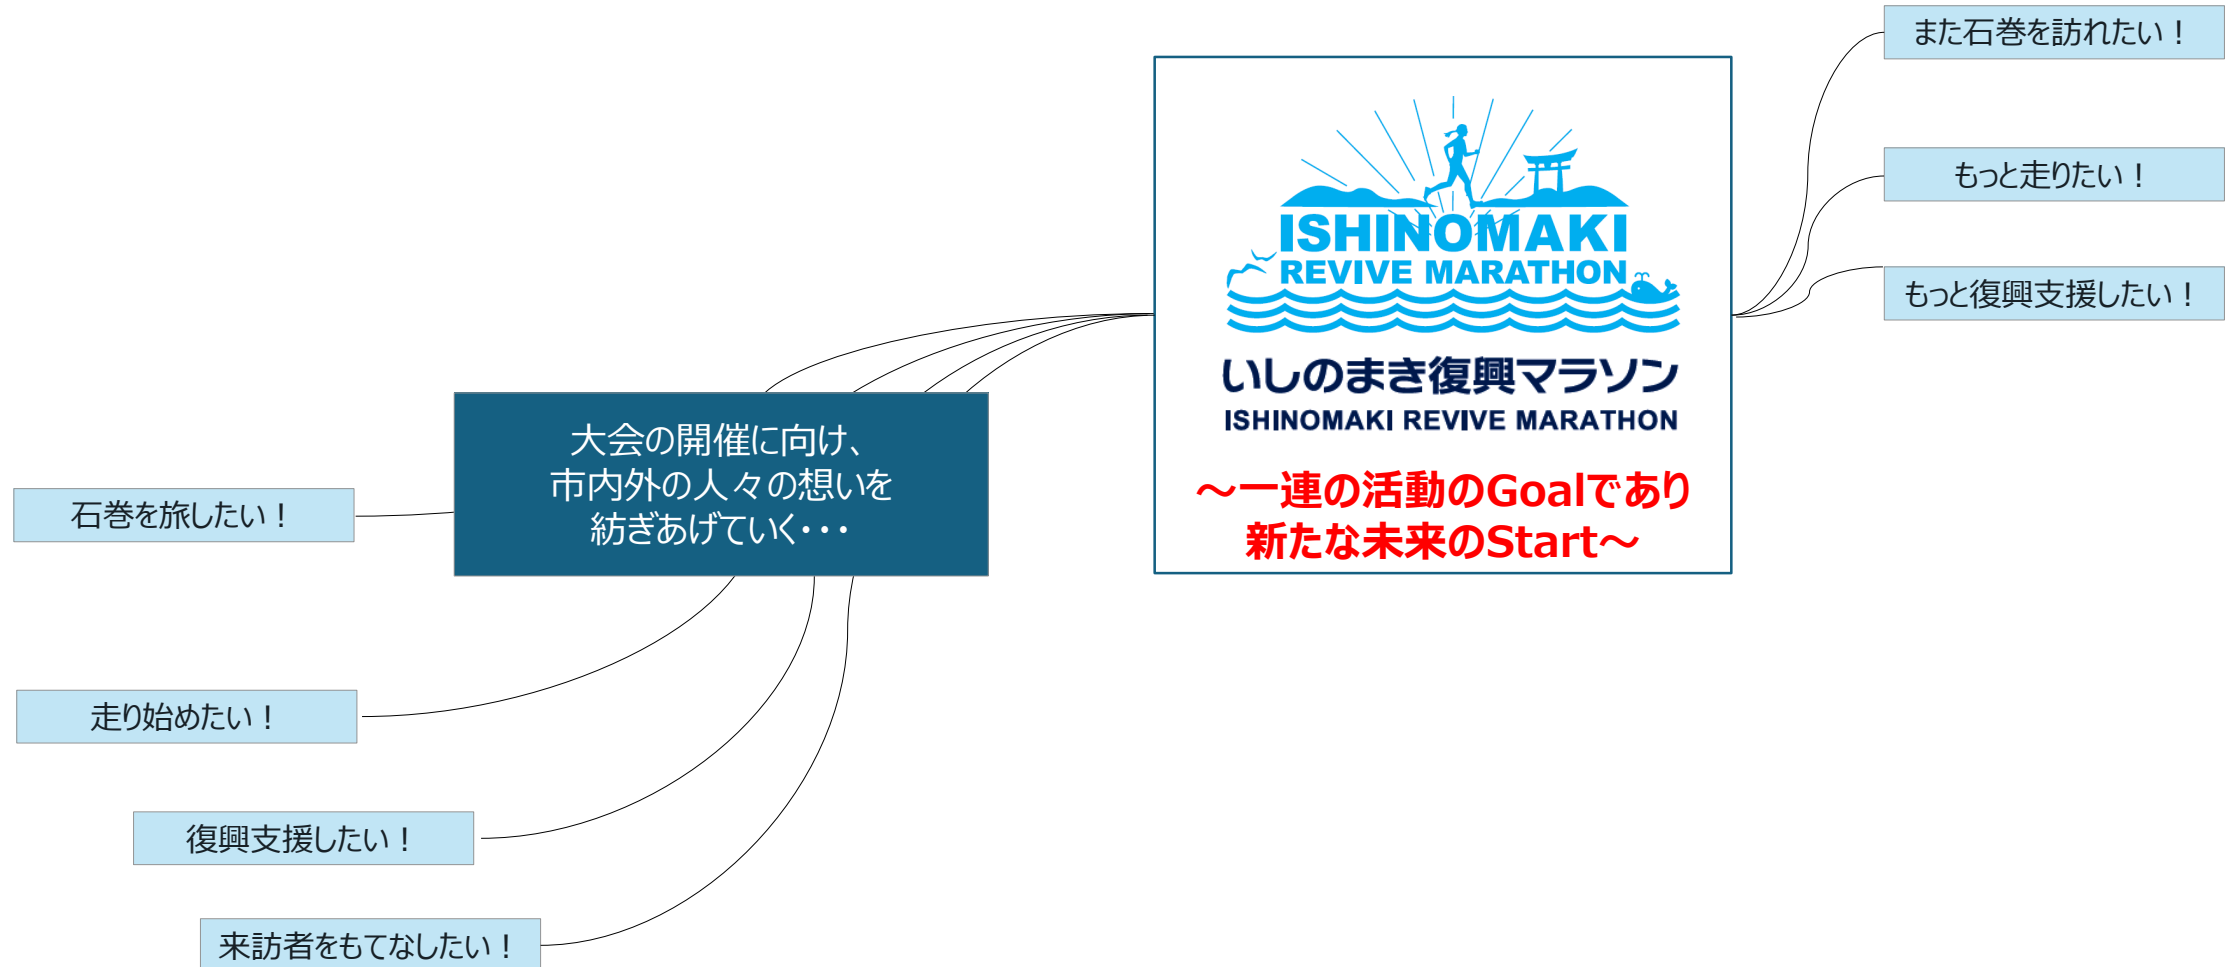 また石巻を訪れたい！
もっと走りたい！
もっと復興支援したい！
ISHINOMAKI
REVIVE MARATHON
いしのまき復興マラソン
ISHINOMAKI REVIVE MARATHON
～一連の活動のGoalであり
新たな未来のStart～
大会の開催に向け、
市内外の人々の想いを
紡ぎあげていく・・・
石巻を旅したい！
走り始めたい！
復興支援したい！
来訪者をもてなしたい！